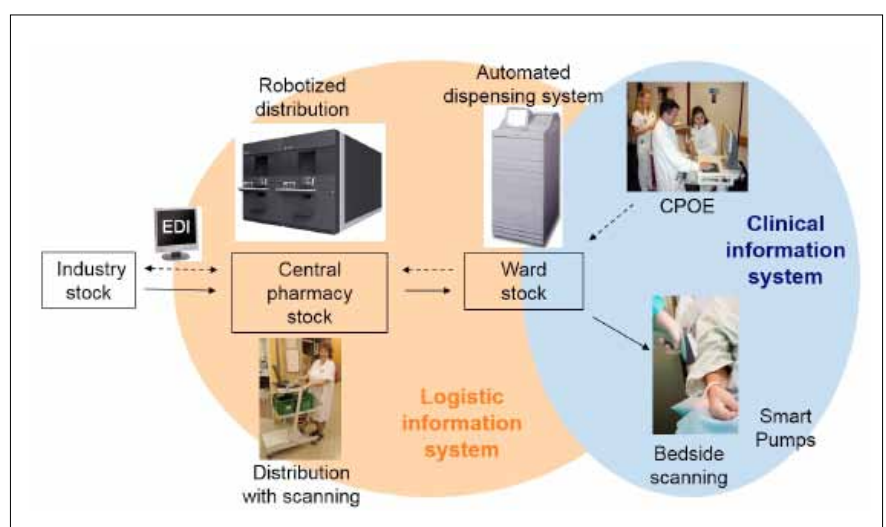 Robotized
distribution
Automated
dispensing system
CPOE
Clinical
information
system
EDI
Industry
stock
Central
pharmacy
stock
Ward
stock
Logistic
information
system
Distribution
with scanning
Bedside
scanning
Smart
Pumps